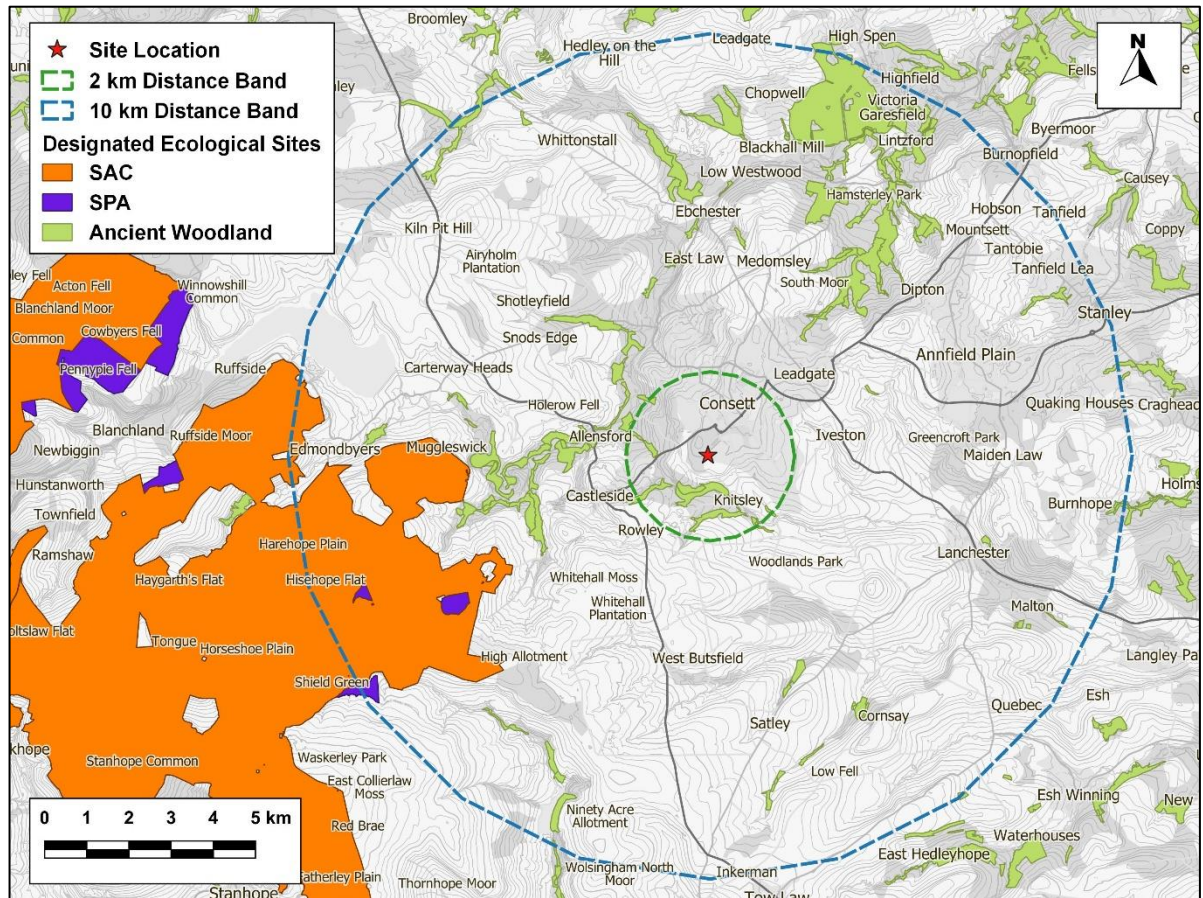 Site Location
2 km Distance Band
10 km Distance Band
Designated Ecological Sites
SAC
SPA
Ancient Woodland
N
Broomley
Hedley on the
Hill
Leadgate
High Spen
Highfield
Chopwell
Victoria
Garesfield
Byermoor
Whittonstall
Blackhall Mill
Lintzford
Burnopfield
Low Westwood
Causey
Hamsterley Park
Ebchester
Hobson
Tanfield
Kiln Pit Hill
Mountsett
Coppy
Airyholm
Plantation
East Law
Medomsley
Tantobie
South Moor
Tanfield Lea
Acton Fell
Winnowshill
Common
Dipton
Blanchland Moor
Shotleyfield
Stanley
Cowbyers Fell
Common
Snods Edge
Annfield Plain
Pennypie Fell
Ruffside
Carterway Heads
Leadgate
Consett
Quaking Houses
Holerow Fell
Blanchland
Ruffside Moor
Allensford
Iveston
Greencroft Park
Newbiggin
Edmondbyers
Muggleswick
Maiden Law
Hunstanworth
Castleside
Knitsley
Burnhope
Townfield
Rowley
Harehope Plain
Lanchester
Ramshaw
Woodlands Park
Haygarth's Flat
Hisehope Flat
Whitehall Moss
Whitehall
Plantation
Malton
Tongue
Horseshoe Plain
High Allotment
West Butsfield
Shield Green
Quebec
Esh
Satley
Cornsay
Waskerley Park
Stanhope Common
East Collierlaw
Moss
Low Fell
Esh Winning
New
0 1 2 3 4 5 km
Red Brae
Ninety Acre
Allotment
Waterhouses
East Hedleyhope
Wolsingham North
Moor
Inkerman
Thornhope Moor
Stanhope